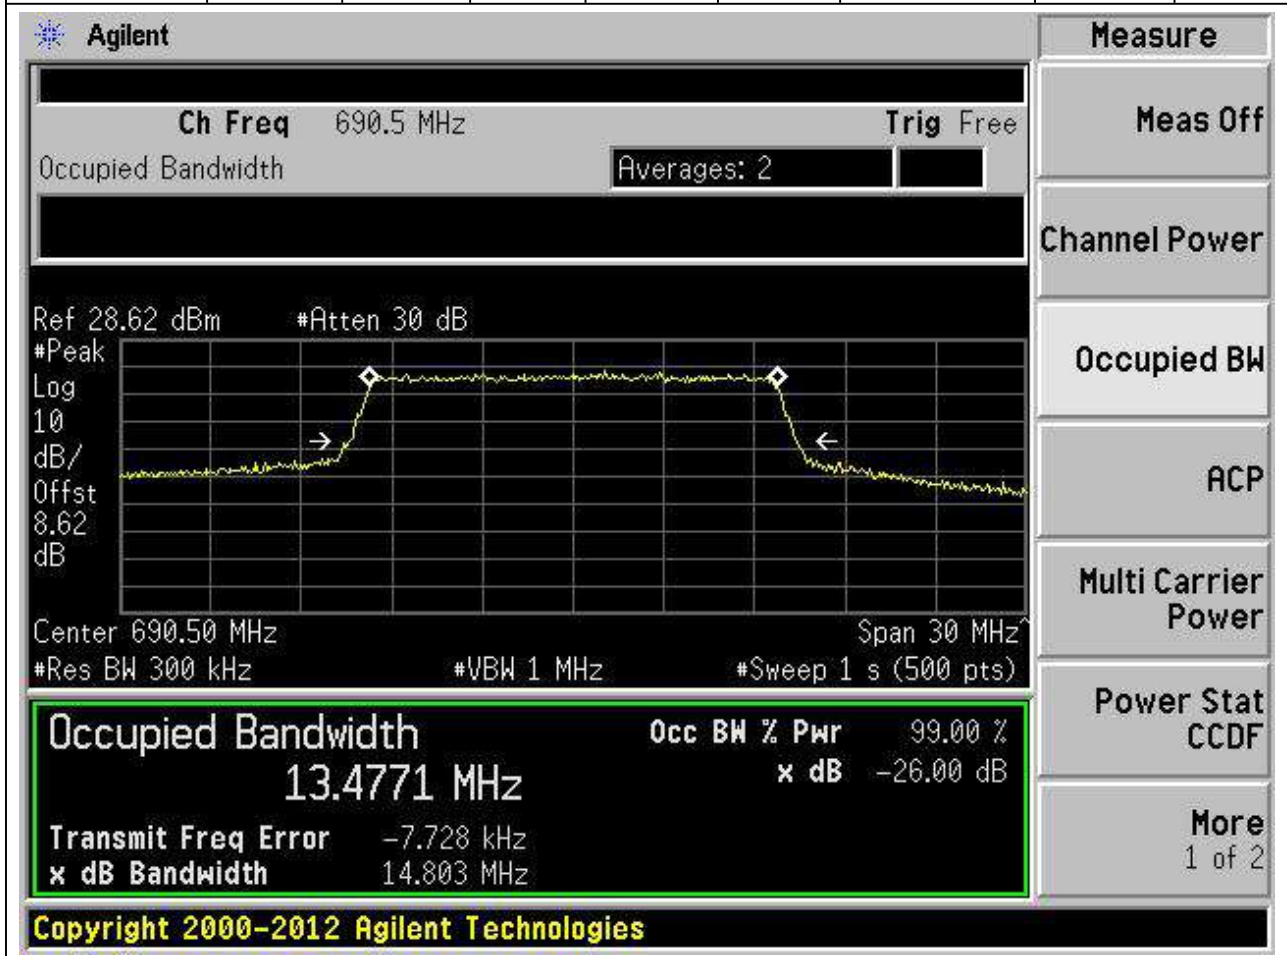 Agilent
Measure
Ch Freq 690.5 MHz Trig Free
Occupied Bandwidth Averages: 2
Meas Off
Channel Power
Occupied BW
ACP
Multi Carrier
Power
Power Stat
CCDF
More
1 of 2
Ref 28.62 dBm #Atten 30 dB
#Peak
Log
10
dB/
Offst
8.62
dB
Center 690.50 MHz Span 30 MHz^
#Res BW 300 kHz #VBW 1 MHz #Sweep 1 s (500 pts)
Occupied Bandwidth Occ BW % Pwr 99.00 %
13.4771 MHz x dB -26.00 dB
Transmit Freq Error -7.728 kHz
x dB Bandwidth 14.803 MHz
Copyright 2000-2012 Agilent Technologies